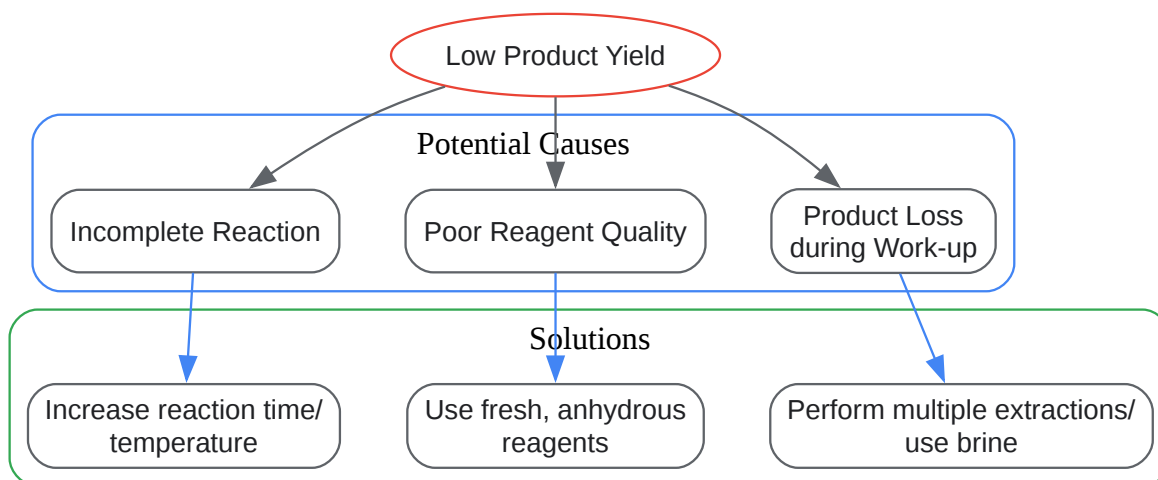 Low Product Yield
Potential Causes
Incomplete Reaction
Poor Reagent Quality
Product Loss
during Work-up
Solutions
Increase reaction time/
temperature
Use fresh, anhydrous
reagents
Perform multiple extractions/
use brine